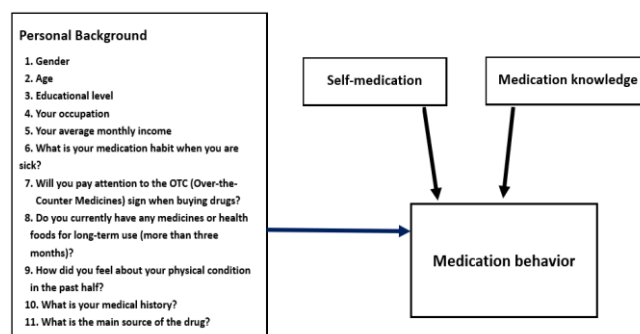 Personal Background
1. Gender
2. Age
3. Educational level
4. Your occupation
5. Your average monthly income
6. What is your medication habit when you are
sick?
7. Will you pay attention to the OTC (Over-the-
Counter Medicines) sign when buying drugs?
8. Do you currently have any medicines or health
foods for long-term use (more than three
months)?
9. How did you feel about your physical condition
in the past half?
10. What is your medical history?
11. What is the main source of the drug?
Self-medication
Medication knowledge
Medication behavior